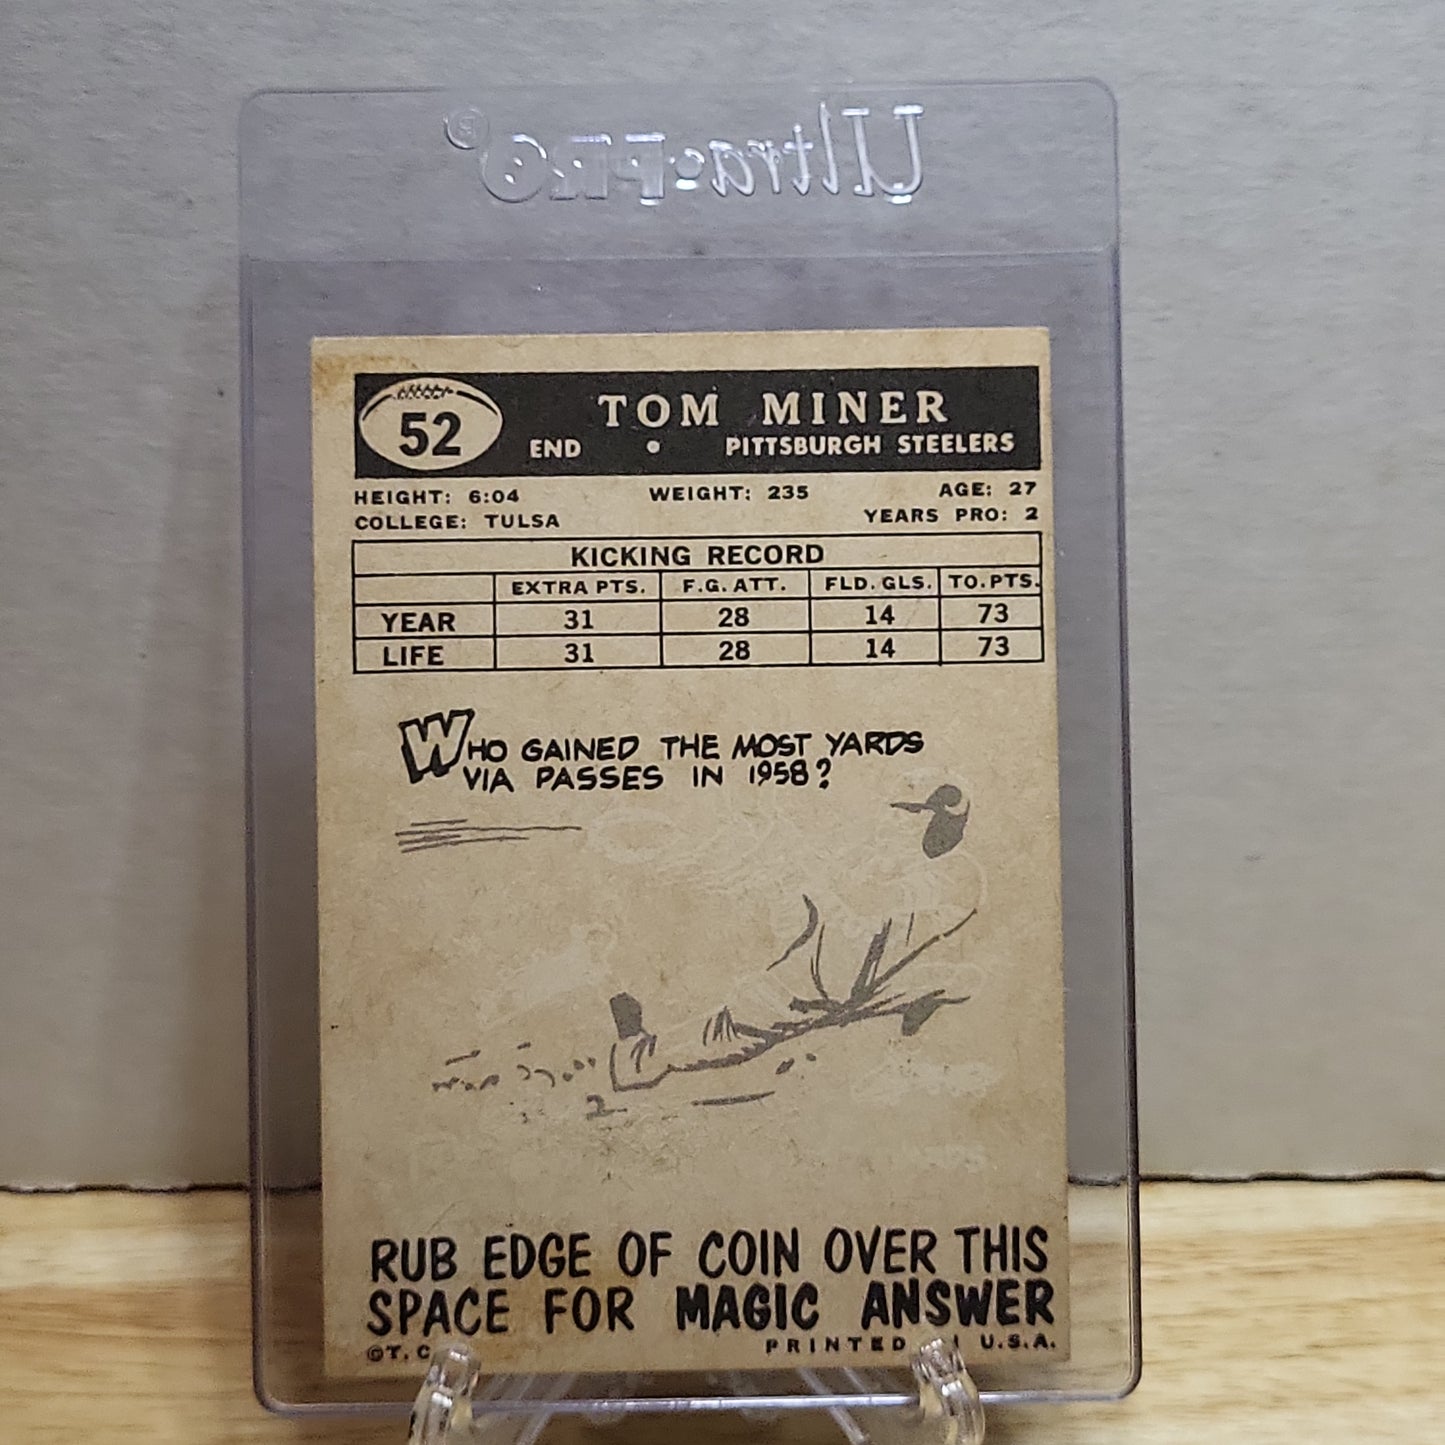 Ultra•PRO®
52
TOM MINER
END • PITTSBURGH STEELERS
HEIGHT: 6:04 WEIGHT: 235 AGE: 27
COLLEGE: TULSA YEARS PRO: 2
KICKING RECORD
EXTRA PTS. F.G. ATT. FLD. GLS. TO. PTS.
YEAR 31 28 14 73
LIFE 31 28 14 73
WHO GAINED THE MOST YARDS
VIA PASSES IN 1958?
RUB EDGE OF COIN OVER THIS
SPACE FOR MAGIC ANSWER
©T. C PRINTED U.S.A.